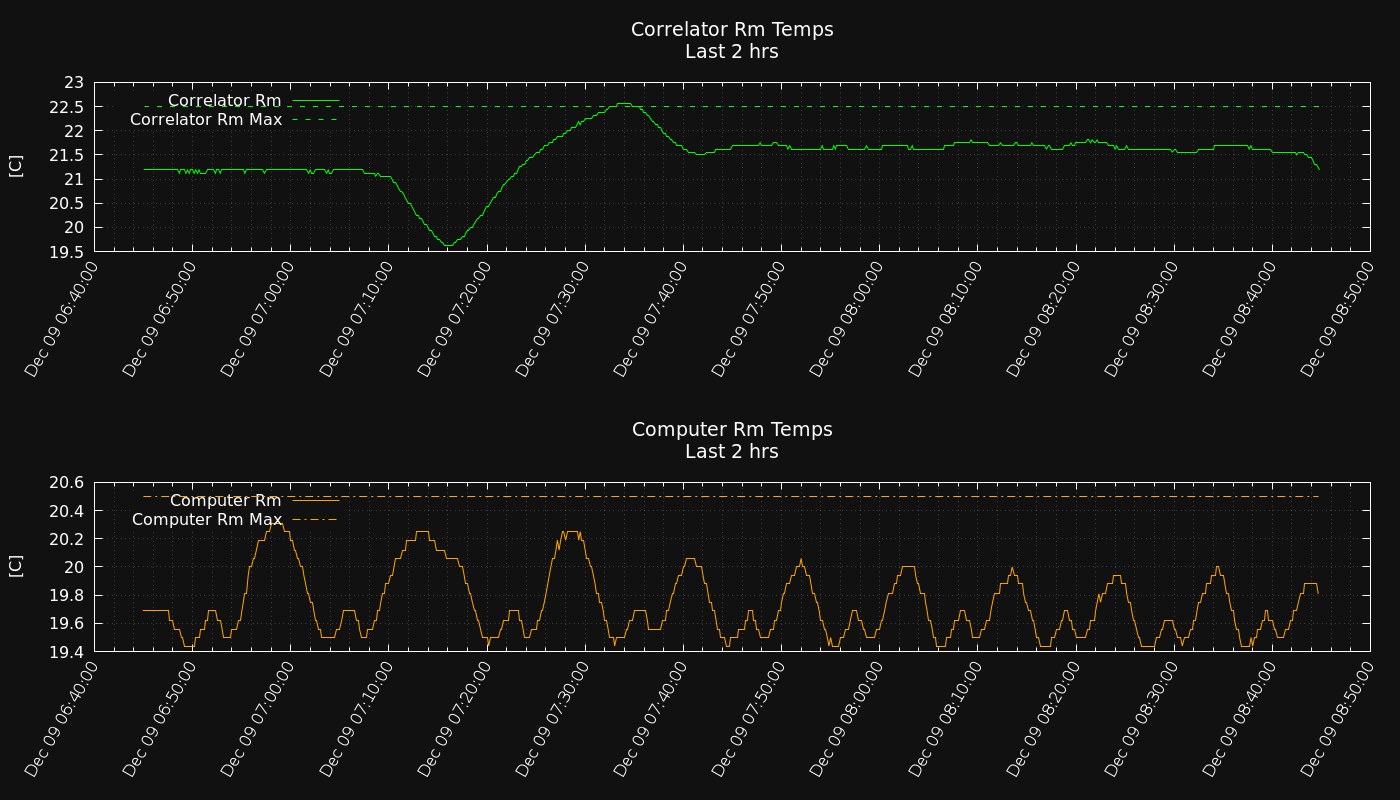 Correlator Rm Temps
Last 2 hrs
23
22.5
22
21.5
21
20.5
20
19.5
[C]
Correlator Rm
Correlator Rm Max
Dec 09 06:40:00
Dec 09 06:50:00
Dec 09 07:00:00
Dec 09 07:10:00
Dec 09 07:20:00
Dec 09 07:30:00
Dec 09 07:40:00
Dec 09 07:50:00
Dec 09 08:00:00
Dec 09 08:10:00
Dec 09 08:20:00
Dec 09 08:30:00
Dec 09 08:40:00
Dec 09 08:50:00
Computer Rm Temps
Last 2 hrs
20.6
20.4
20.2
20
19.8
19.6
19.4
[C]
Computer Rm
Computer Rm Max
Dec 09 06:40:00
Dec 09 06:50:00
Dec 09 07:00:00
Dec 09 07:10:00
Dec 09 07:20:00
Dec 09 07:30:00
Dec 09 07:40:00
Dec 09 07:50:00
Dec 09 08:00:00
Dec 09 08:10:00
Dec 09 08:20:00
Dec 09 08:30:00
Dec 09 08:40:00
Dec 09 08:50:00